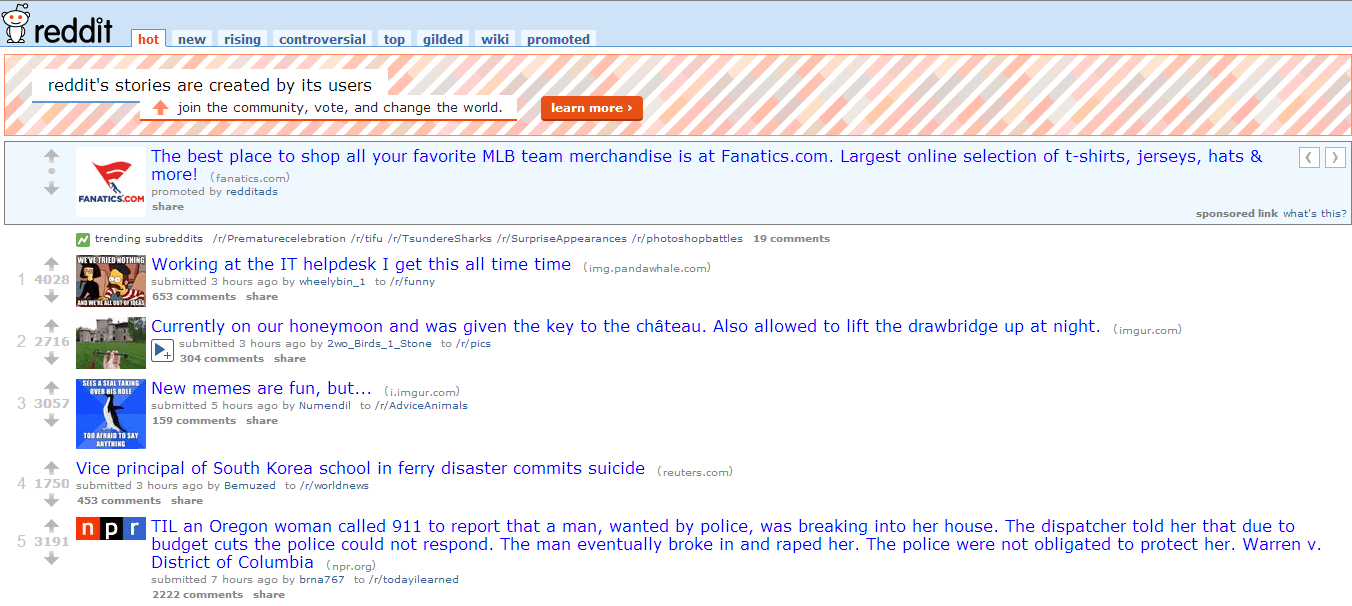 reddit
hot new rising controversial top gilded wiki promoted
reddit's stories are created by its users
join the community, vote, and change the world.
learn more ›
The best place to shop all your favorite MLB team merchandise is at Fanatics.com. Largest online selection of t-shirts, jerseys, hats &
more! (fanatics.com)
FANATICS.COM
promoted by redditads
share
sponsored link what's this?
trending subreddits /r/Prematurecelebration /r/tifu /r/TsundereSharks /r/SurpriseAppearances /r/photoshopbattles 19 comments
WE'VE TRIED NOTHING
AND WE'RE ALL OUT OF IDEAS
1 4028 Working at the IT helpdesk I get this all time time (img.pandawhale.com)
submitted 3 hours ago by wheelybin_1 to /r/funny
653 comments share
2 2716 Currently on our honeymoon and was given the key to the château. Also allowed to lift the drawbridge up at night. (imgur.com)
submitted 3 hours ago by 2wo_Birds_1_Stone to /r/pics
304 comments share
SEES A SEAL TAKING
OVER HIS ROLE
TOO AFRAID TO SAY
ANYTHING
3 3057 New memes are fun, but... (i.imgur.com)
submitted 5 hours ago by Numendil to /r/AdviceAnimals
159 comments share
4 1750 Vice principal of South Korea school in ferry disaster commits suicide (reuters.com)
submitted 3 hours ago by Bemuzed to /r/worldnews
453 comments share
npr
5 3191 TIL an Oregon woman called 911 to report that a man, wanted by police, was breaking into her house. The dispatcher told her that due to
budget cuts the police could not respond. The man eventually broke in and raped her. The police were not obligated to protect her. Warren v.
District of Columbia (npr.org)
submitted 7 hours ago by brna767 to /r/todayilearned
2222 comments share